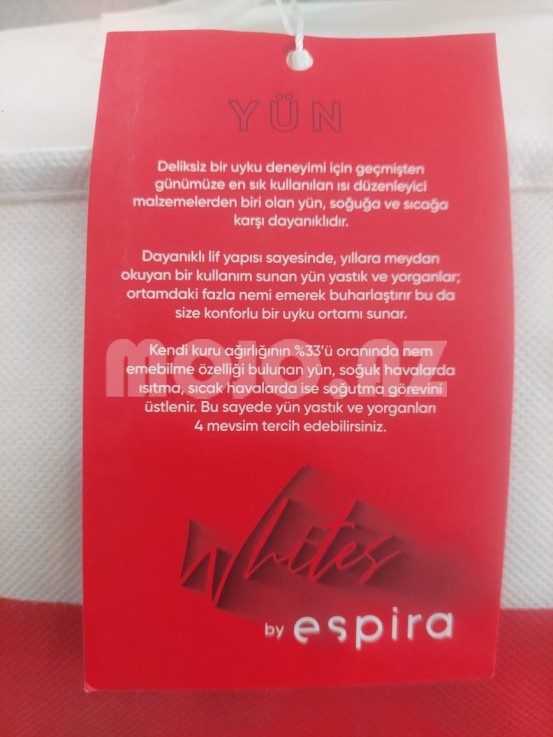 YÜN
Deliksiz bir uyku deneyimi için geçmişten
günümüze en sık kullanılan ısı düzenleyici
malzemelerden biri olan yün, soğuğa ve sıcağa
karşı dayanıklıdır.
Dayanıklı lif yapısı sayesinde, yıllara meydan
okuyan bir kullanım sunan yün yastık ve yorganlar;
ortamdaki fazla nemi emerek buharlaştırır bu da
size konforlu bir uyku ortamı sunar.
Kendi kuru ağırlığının %33'ü oranında nem
emebilme özelliği bulunan yün, soğuk havalarda
ısıtma, sıcak havalarda ise soğutma görevini
üstlenir. Bu sayede yün yastık ve yorganları
4 mevsim tercih edebilirsiniz.
mojo.az
Whites
by espira